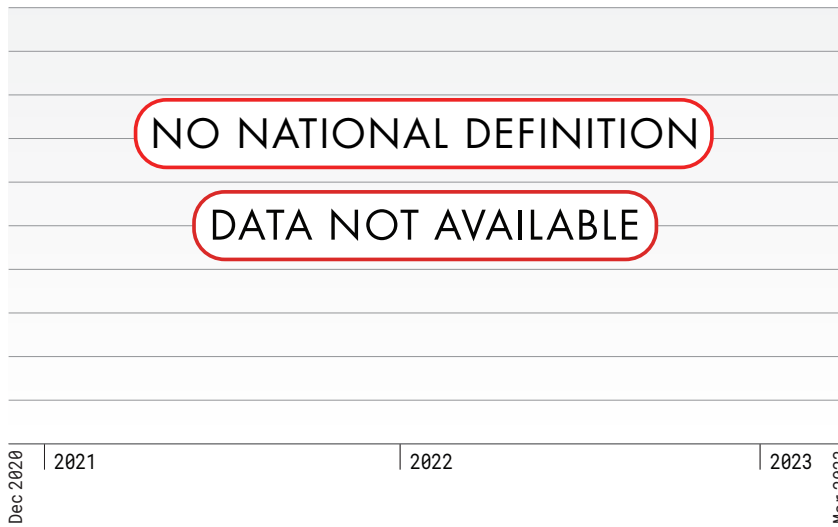 NO NATIONAL DEFINITION
DATA NOT AVAILABLE
Dec 2020
2021
2022
2023